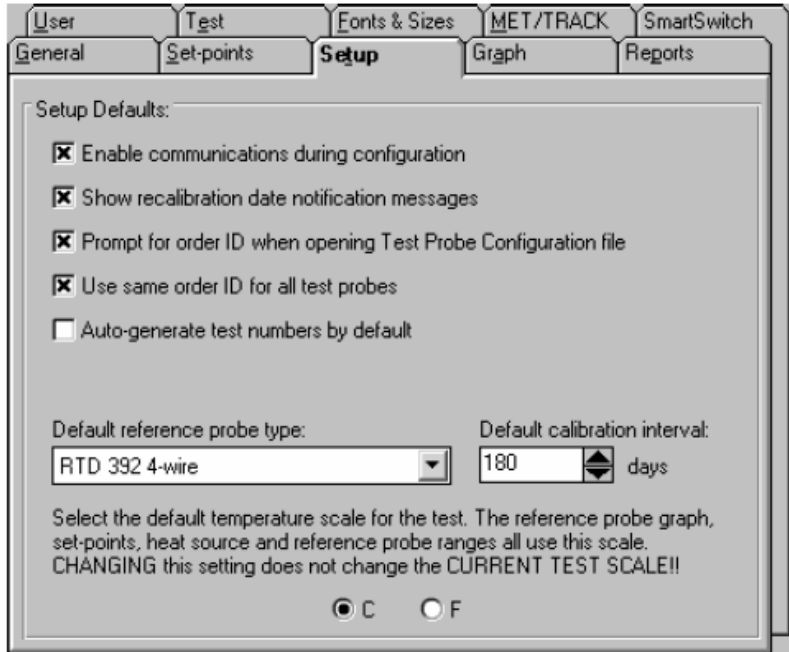 User Test Fonts & Sizes MET/TRACK SmartSwitch
General Set-points Setup Graph Reports
Setup Defaults:
Enable communications during configuration
Show recalibration date notification messages
Prompt for order ID when opening Test Probe Configuration file
Use same order ID for all test probes
Auto-generate test numbers by default
Default reference probe type: Default calibration interval:
RTD 392 4-wire 180 days
Select the default temperature scale for the test. The reference probe graph,
set-points, heat source and reference probe ranges all use this scale.
CHANGING this setting does not change the CURRENT TEST SCALE!!
C F